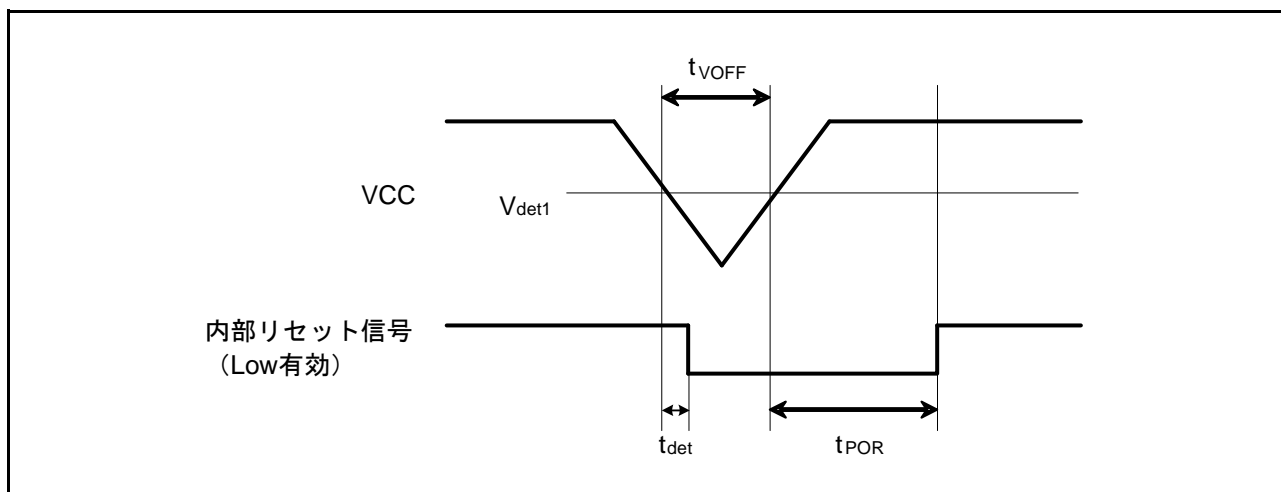 tVOFF
VCC
Vdet1
内部リセット信号
（Low有効）
tdet
tPOR